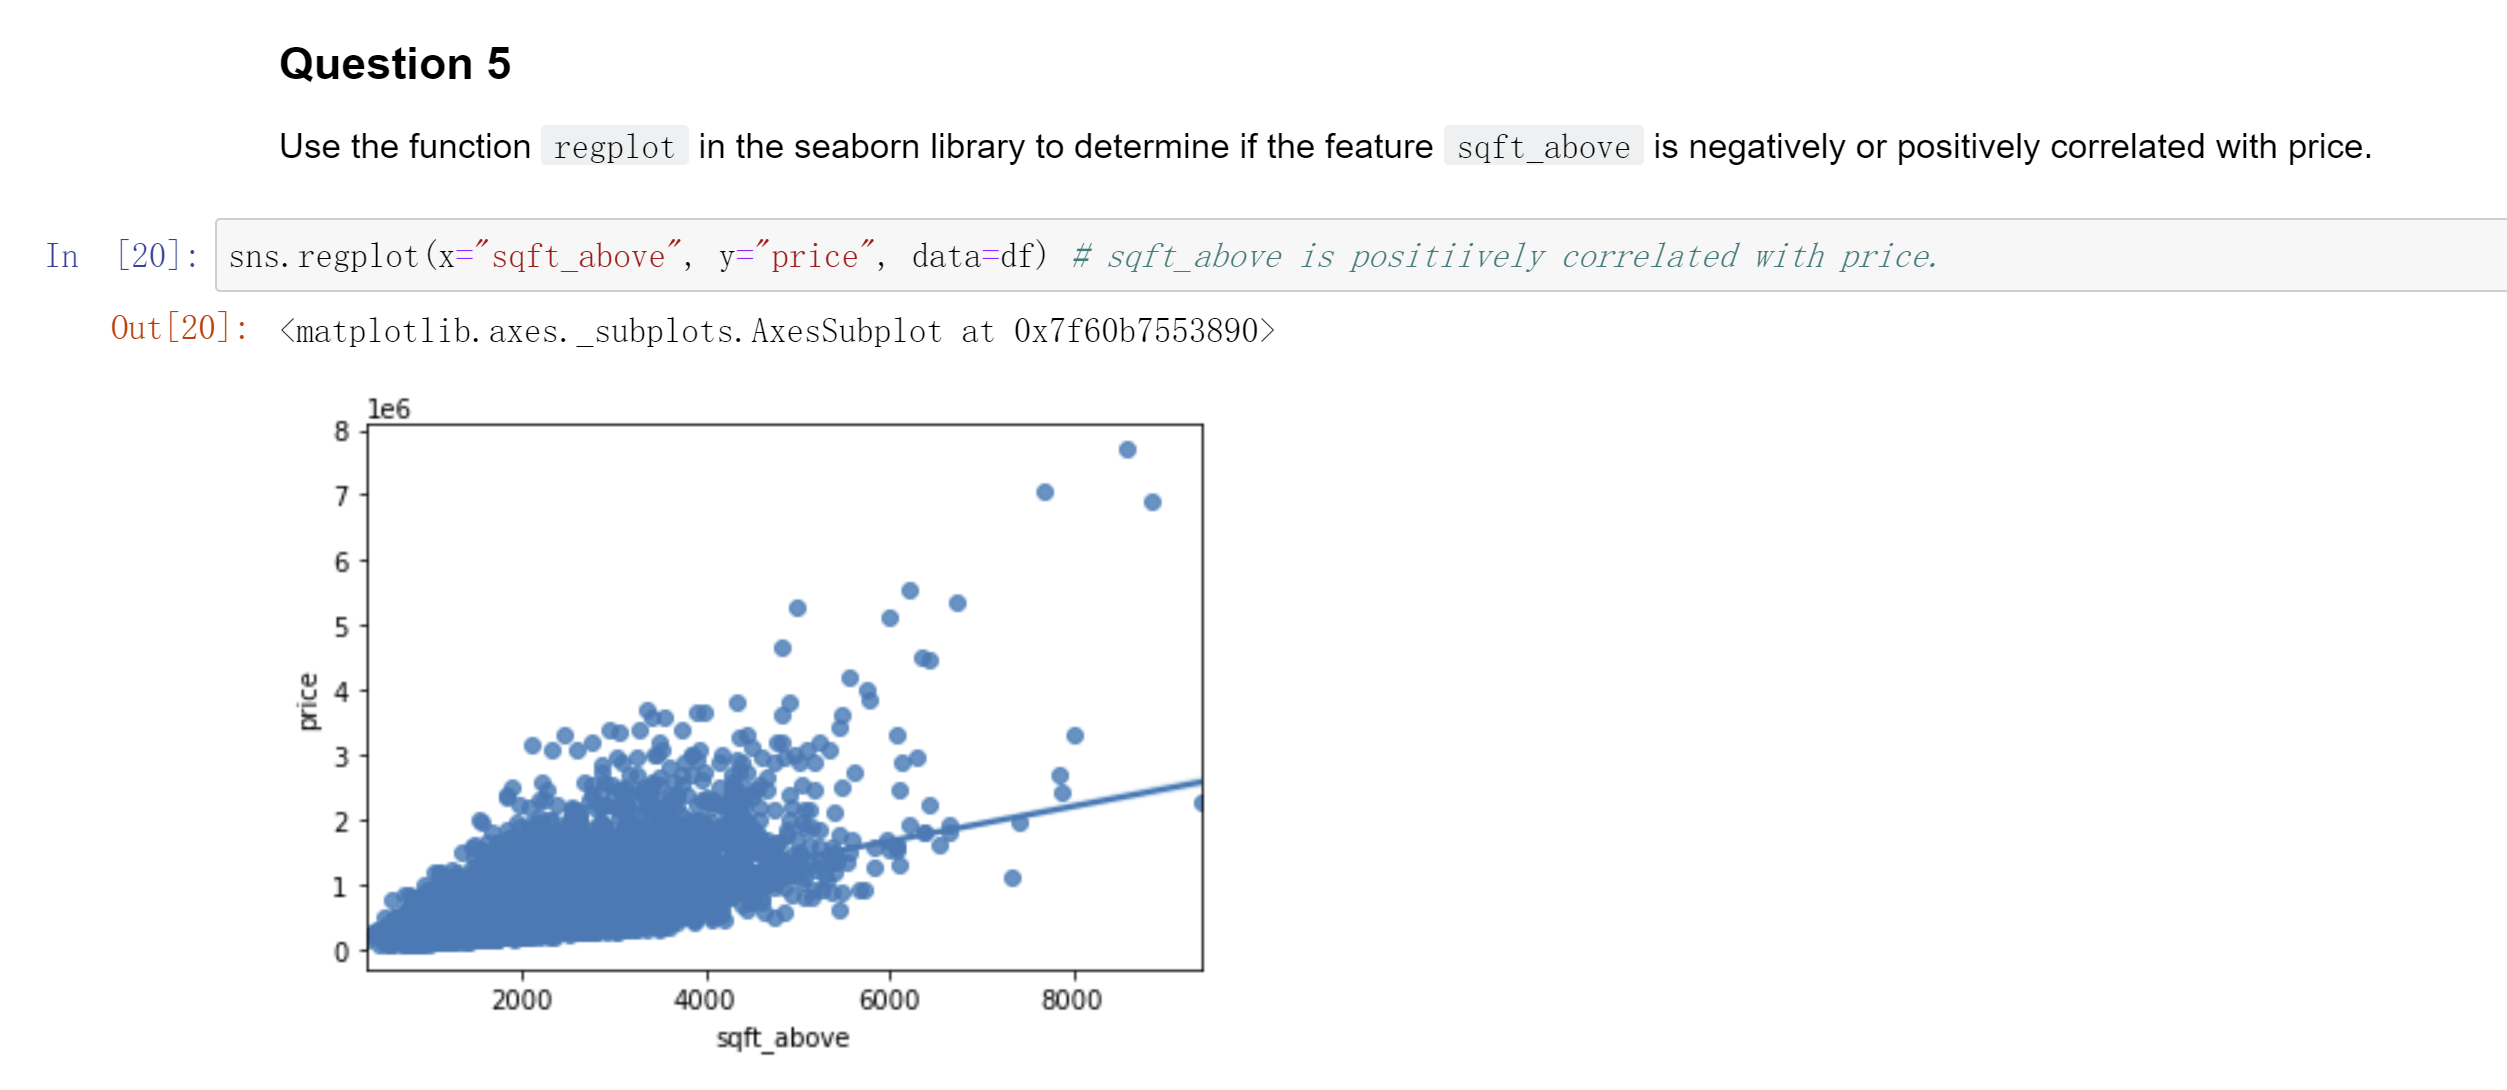 Question 5
Use the function regplot in the seaborn library to determine if the feature sqft_above is negatively or positively correlated with price.
In [20]: sns.regplot(x="sqft_above", y="price", data=df) # sqft_above is positiively correlated with price.
Out[20]: <matplotlib.axes._subplots.AxesSubplot at 0x7f60b7553890>
1e6
8
7
6
5
4
3
2
1
0
price
2000 4000 6000 8000
sqft_above